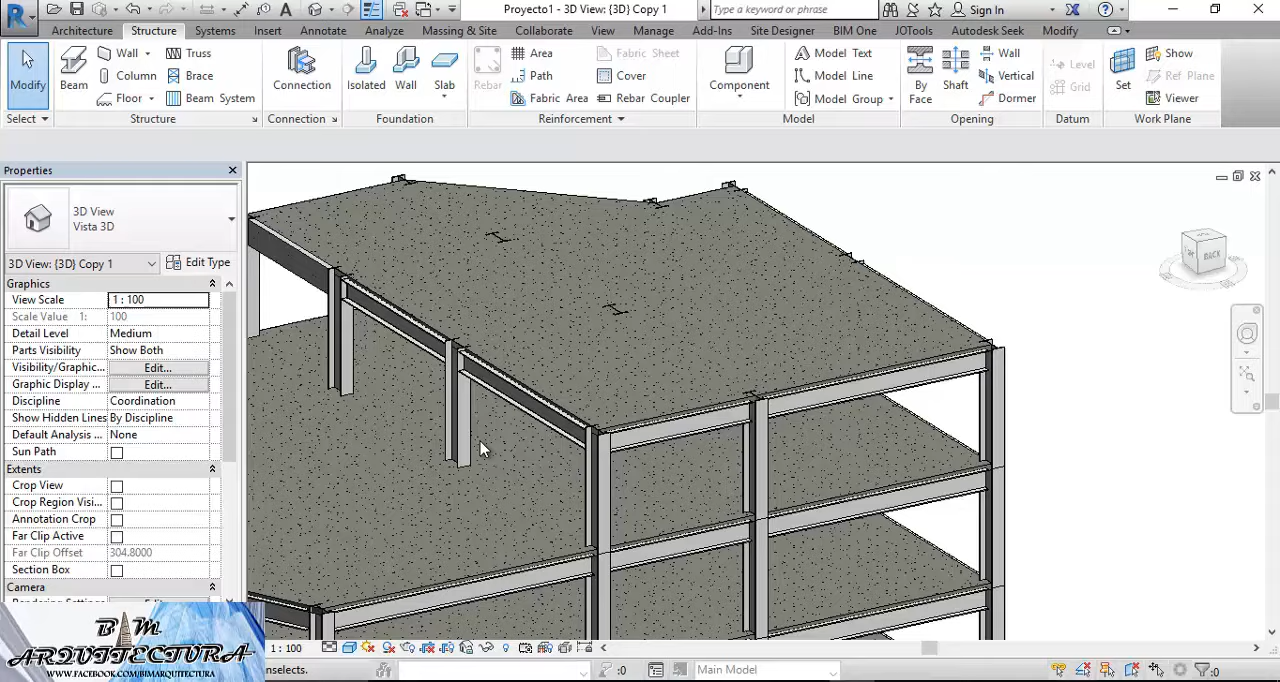 Proyecto1 - 3D View: {3D} Copy 1
Type a keyword or phrase
Sign In
Architecture Structure Systems Insert Annotate Analyze Massing & Site Collaborate View Manage Add-Ins Site Designer BIM One JOTools Autodesk Seek Modify
Modify
Select
Beam
Wall
Column
Floor
Truss
Brace
Beam System
Structure
Connection
Connection
Isolated
Wall
Slab
Foundation
Rebar
Area
Path
Fabric Area
Fabric Sheet
Cover
Rebar Coupler
Reinforcement
Component
Model Text
Model Line
Model Group
Model
By
Face
Shaft
Wall
Vertical
Dormer
Opening
Level
Grid
Datum
Set
Show
Ref Plane
Viewer
Work Plane
Properties
3D View
Vista 3D
3D View: {3D} Copy 1
Edit Type
Graphics
View Scale 1 : 100
Scale Value 1: 100
Detail Level Medium
Parts Visibility Show Both
Visibility/Graphic... Edit...
Graphic Display ... Edit...
Discipline Coordination
Show Hidden Lines By Discipline
Default Analysis ... None
Sun Path
Extents
Crop View
Crop Region Visi...
Annotation Crop
Far Clip Active
Far Clip Offset 304.8000
Section Box
Camera
BACK
BIM
ARQUITECTURA
WWW.FACEBOOK.COM/BIMARQUITECTURA
1 : 100
nselects.
:0
Main Model
:0